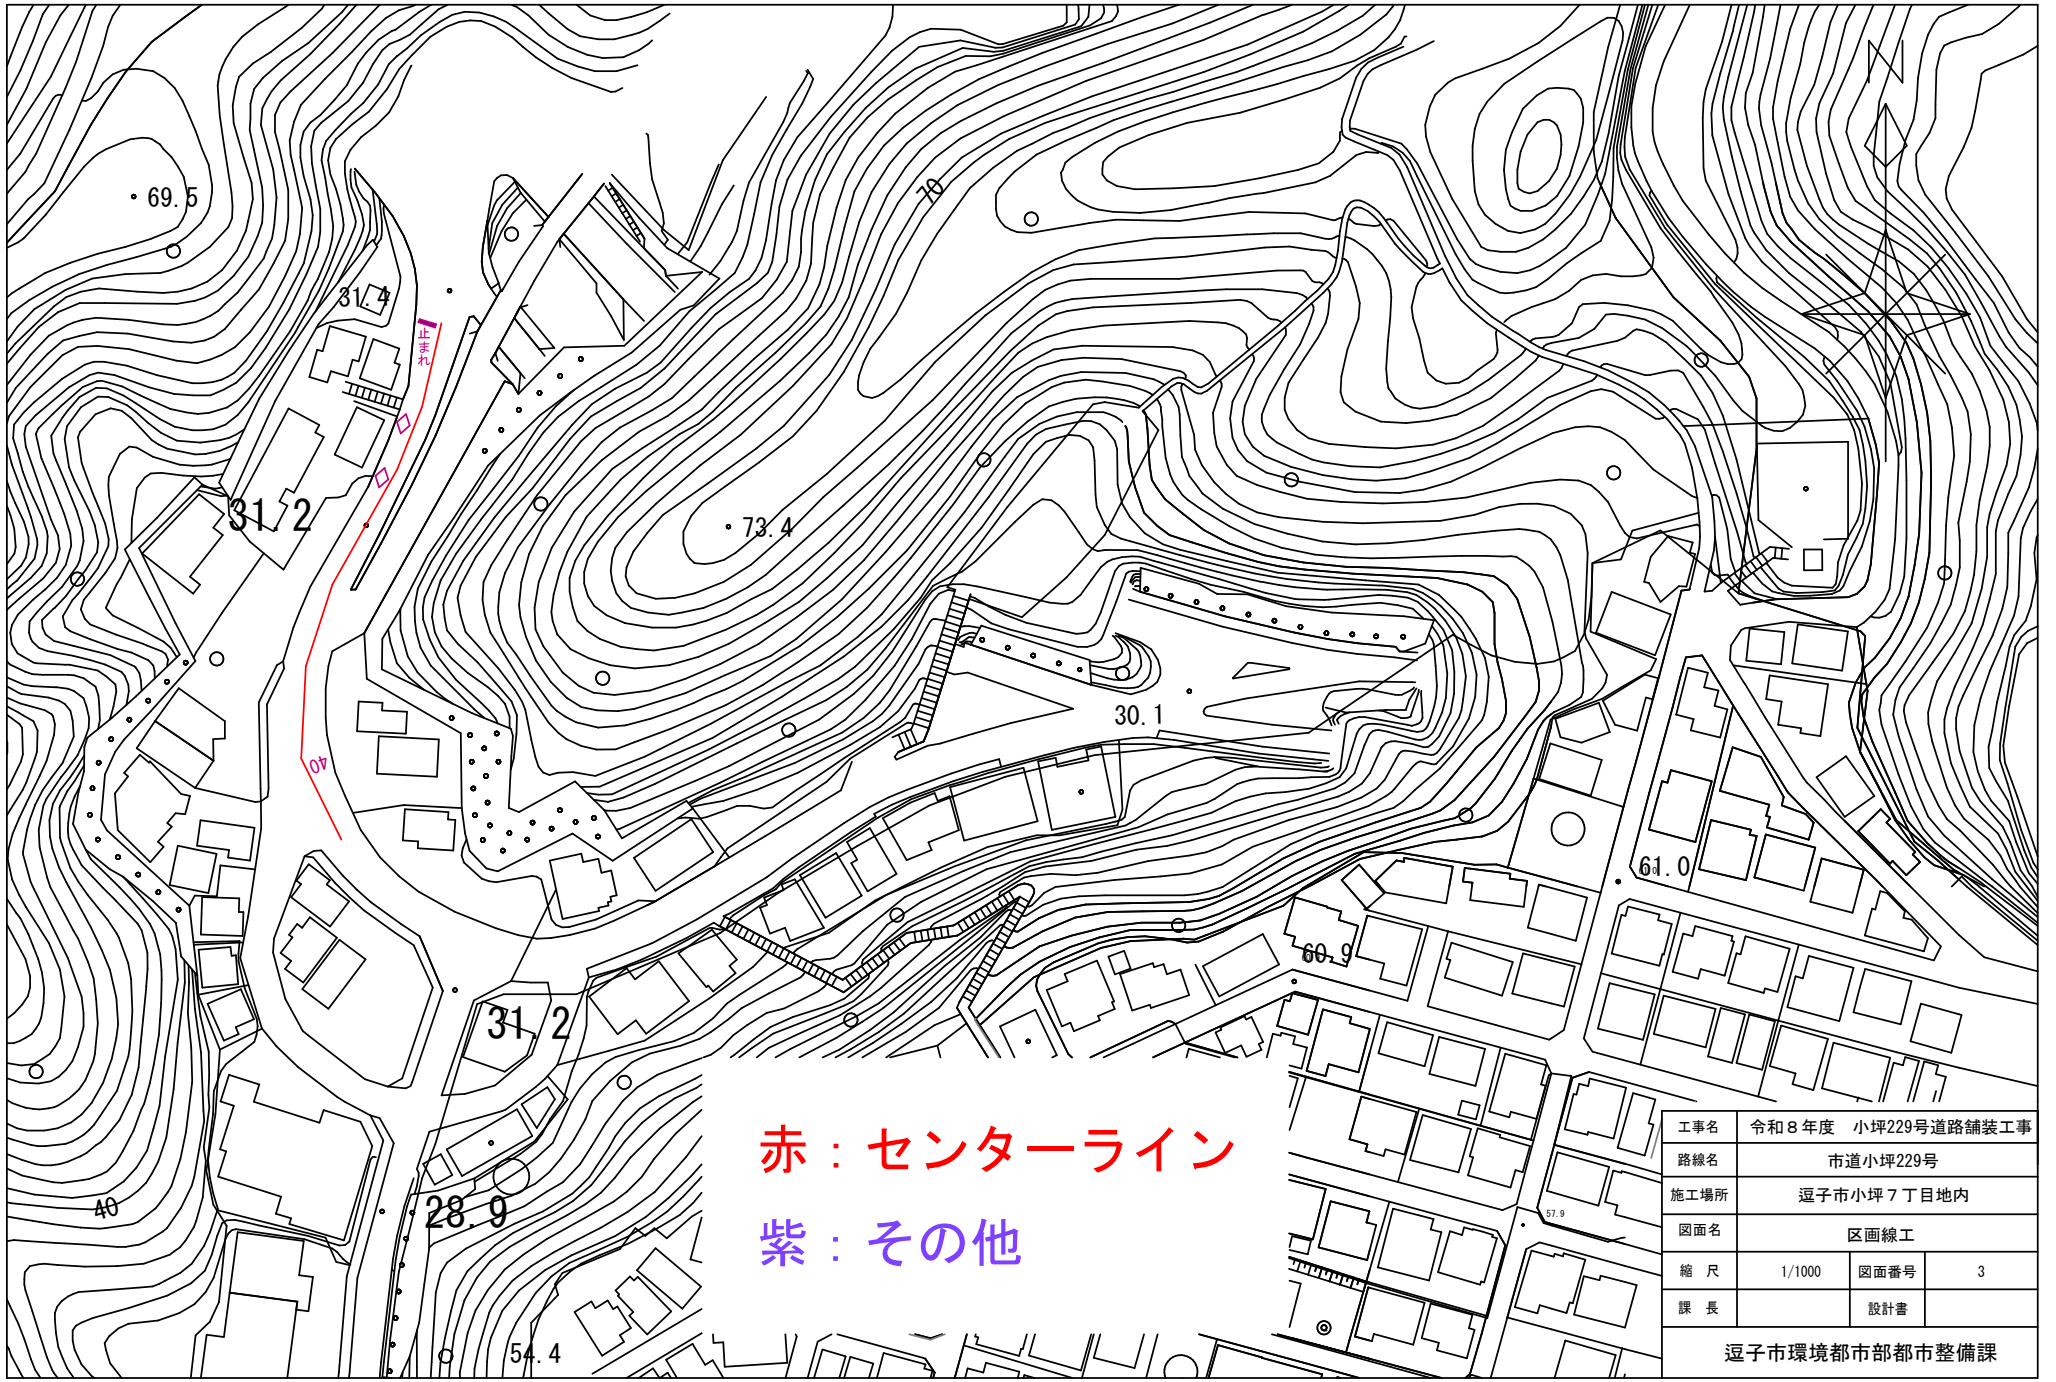 N
69.5
70
31.4
止まれ
31.2
73.4
30.1
40
61.0
60.9
31.2
28.9
40
54.4
57.9
赤：センターライン
紫：その他
工事名 令和８年度　小坪229号道路舗装工事
路線名 市道小坪229号
施工場所 逗子市小坪７丁目地内
図面名 区画線工
縮　尺 1/1000 図面番号 3
課　長 設計書
逗子市環境都市部都市整備課